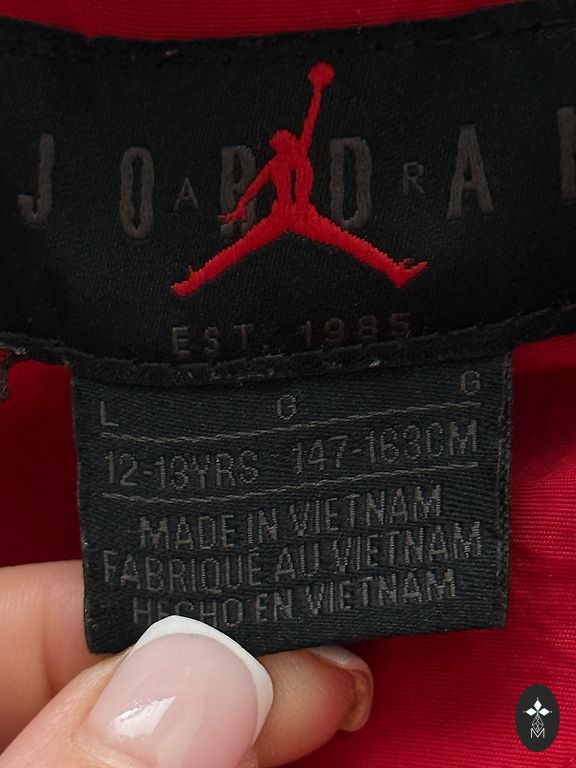 JORDAN
AIR
EST. 1985
L G G
12-13YRS 147-163CM
MADE IN VIETNAM
FABRIQUÉ AU VIETNAM
HECHO EN VIETNAM
M